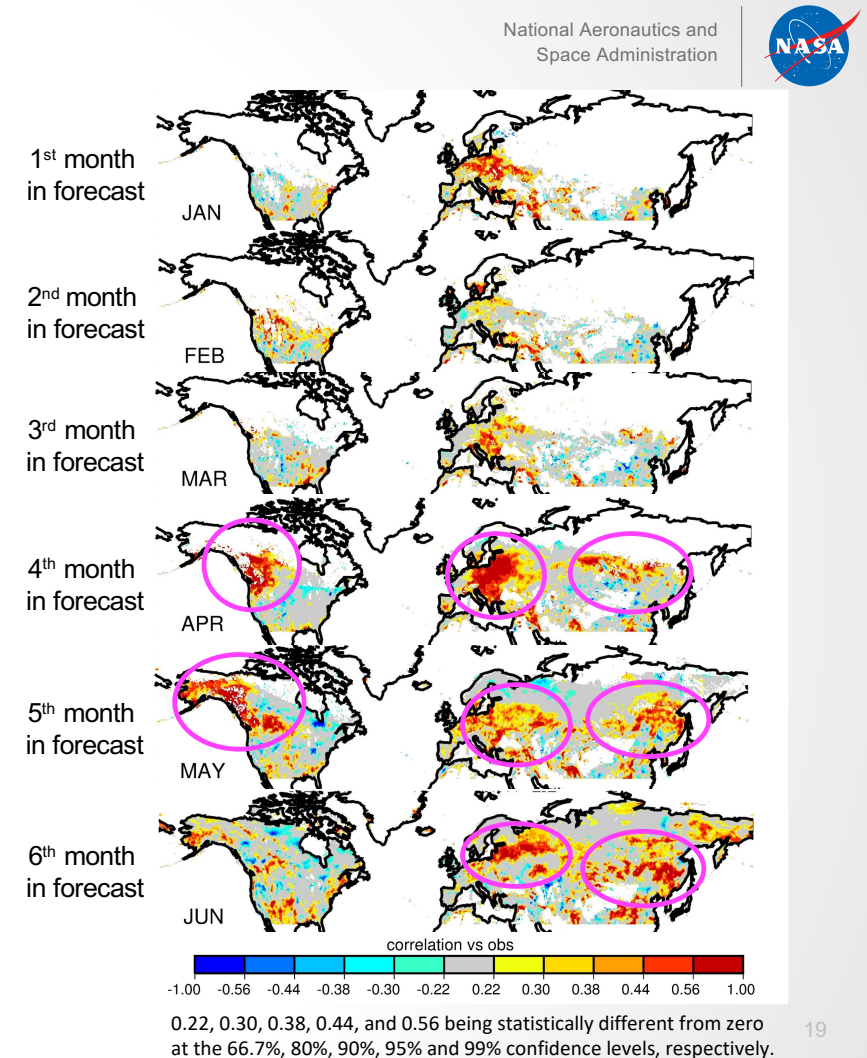 National Aeronautics and
Space Administration
NASA
1st month
in forecast
JAN
2nd month
in forecast
FEB
3rd month
in forecast
MAR
4th month
in forecast
APR
5th month
in forecast
MAY
6th month
in forecast
JUN
correlation vs obs
-1.00 -0.56 -0.44 -0.38 -0.30 -0.22 0.22 0.30 0.38 0.44 0.56 1.00
0.22, 0.30, 0.38, 0.44, and 0.56 being statistically different from zero
at the 66.7%, 80%, 90%, 95% and 99% confidence levels, respectively.
19